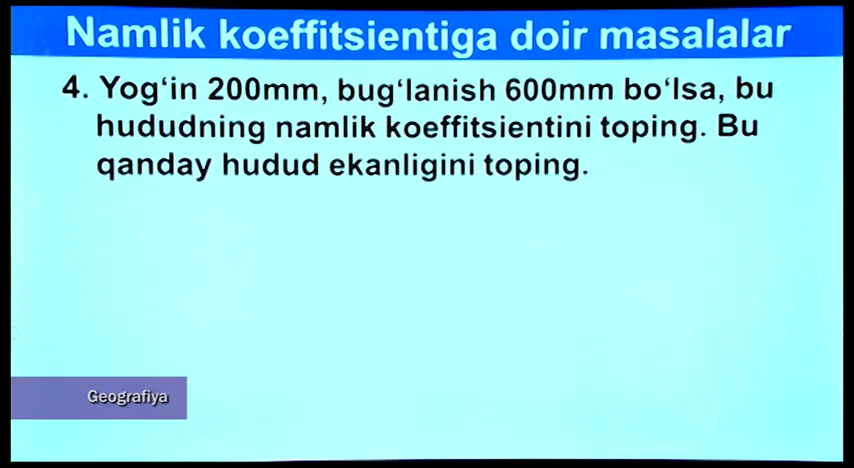 Namlik koeffitsientiga doir masalalar
4. Yog‘in 200mm, bug‘lanish 600mm bo‘lsa, bu
hududning namlik koeffitsientini toping. Bu
qanday hudud ekanligini toping.
Geografiya